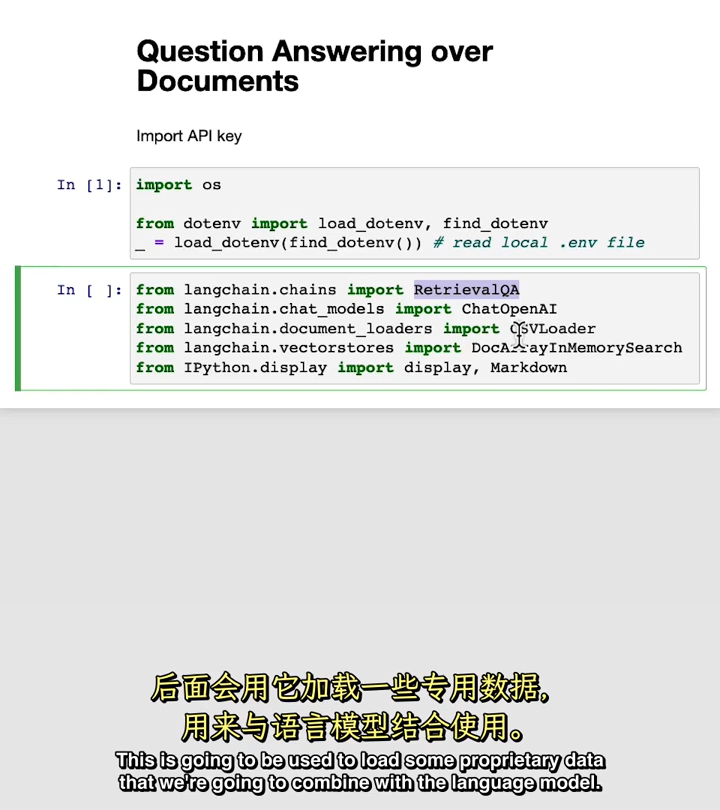 Question Answering over
Documents
Import API key
In [1]:
import os
from dotenv import load_dotenv, find_dotenv
_ = load_dotenv(find_dotenv()) # read local .env file
In [ ]:
from langchain.chains import RetrievalQA
from langchain.chat_models import ChatOpenAI
from langchain.document_loaders import CSVLoader
from langchain.vectorstores import DocArrayInMemorySearch
from IPython.display import display, Markdown
后面会用它加载一些专用数据,
用来与语言模型结合使用。
This is going to be used to load some proprietary data
that we're going to combine with the language model.